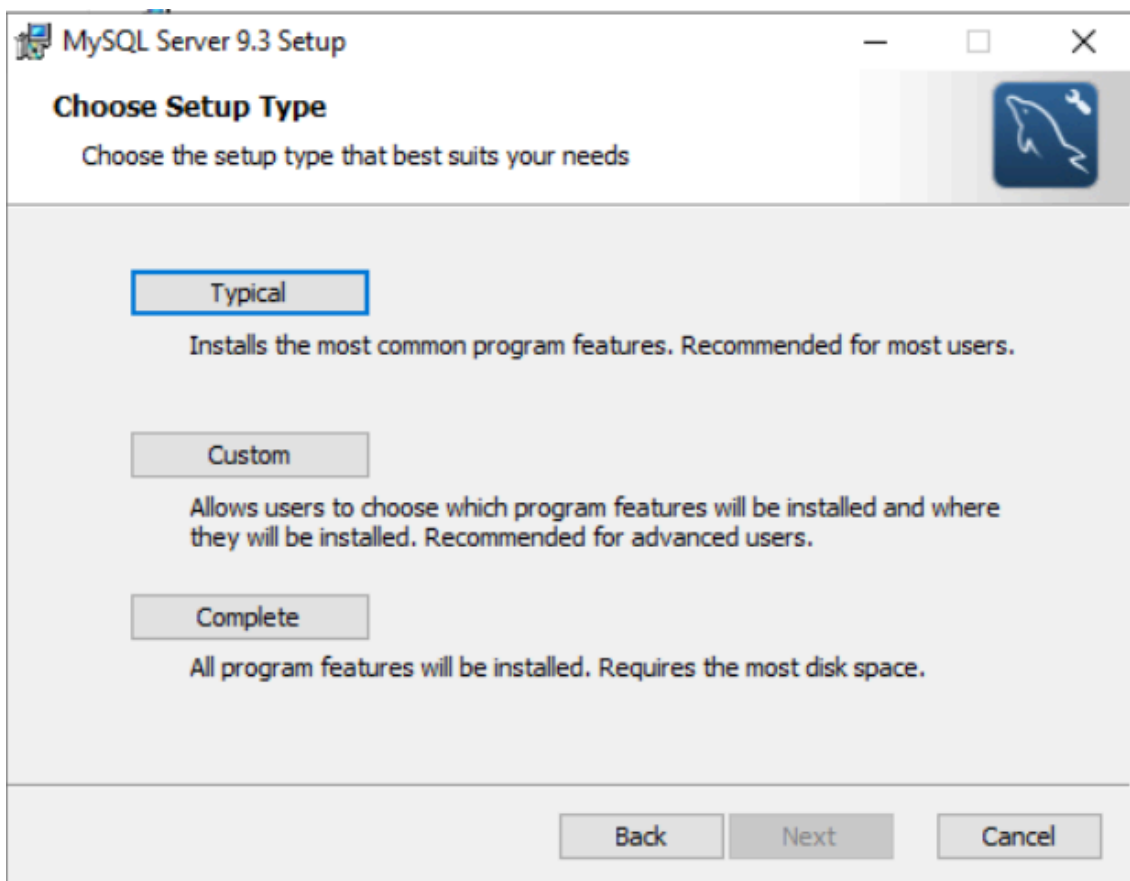 MySQL Server 9.3 Setup
Choose Setup Type
Choose the setup type that best suits your needs
Typical
Installs the most common program features. Recommended for most users.
Custom
Allows users to choose which program features will be installed and where
they will be installed. Recommended for advanced users.
Complete
All program features will be installed. Requires the most disk space.
Back Next Cancel